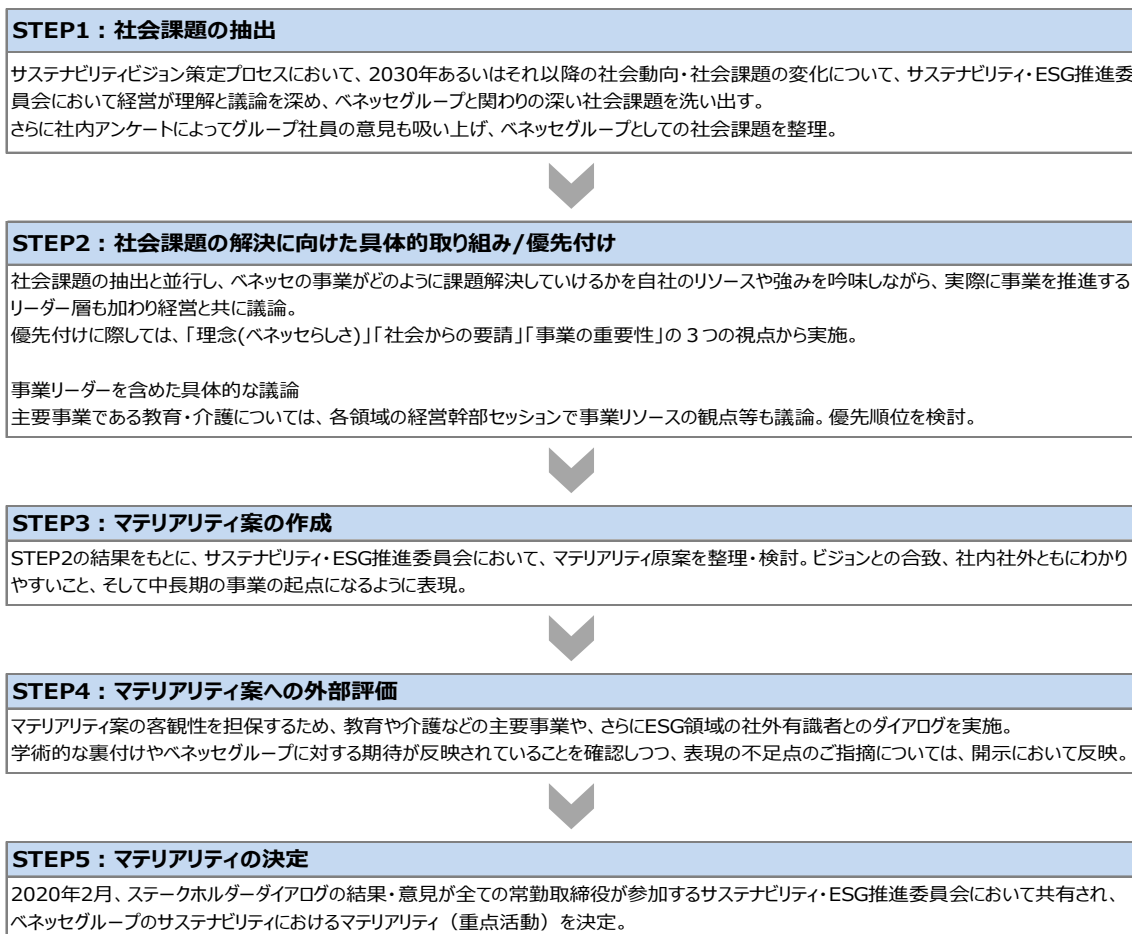 STEP1：社会課題の抽出
サステナビリティビジョン策定プロセスにおいて、2030年あるいはそれ以降の社会動向・社会課題の変化について、サステナビリティ・ESG推進委
員会において経営が理解と議論を深め、ベネッセグループと関わりの深い社会課題を洗い出す。
さらに社内アンケートによってグループ社員の意見も吸い上げ、ベネッセグループとしての社会課題を整理。
STEP2：社会課題の解決に向けた具体的取り組み/優先付け
社会課題の抽出と並行し、ベネッセの事業がどのように課題解決していけるかを自社のリソースや強みを吟味しながら、実際に事業を推進する
リーダー層も加わり経営と共に議論。
優先付けに際しては、「理念(ベネッセらしさ)」「社会からの要請」「事業の重要性」の３つの視点から実施。
事業リーダーを含めた具体的な議論
主要事業である教育・介護については、各領域の経営幹部セッションで事業リソースの観点等も議論。優先順位を検討。
STEP3：マテリアリティ案の作成
STEP2の結果をもとに、サステナビリティ・ESG推進委員会において、マテリアリティ原案を整理・検討。ビジョンとの合致、社内社外ともにわかり
やすいこと、そして中長期の事業の起点になるように表現。
STEP4：マテリアリティ案への外部評価
マテリアリティ案の客観性を担保するため、教育や介護などの主要事業や、さらにESG領域の社外有識者とのダイアログを実施。
学術的な裏付けやベネッセグループに対する期待が反映されていることを確認しつつ、表現の不足点のご指摘については、開示において反映。
STEP5：マテリアリティの決定
2020年2月、ステークホルダーダイアログの結果・意見が全ての常勤取締役が参加するサステナビリティ・ESG推進委員会において共有され、
ベネッセグループのサステナビリティにおけるマテリアリティ（重点活動）を決定。